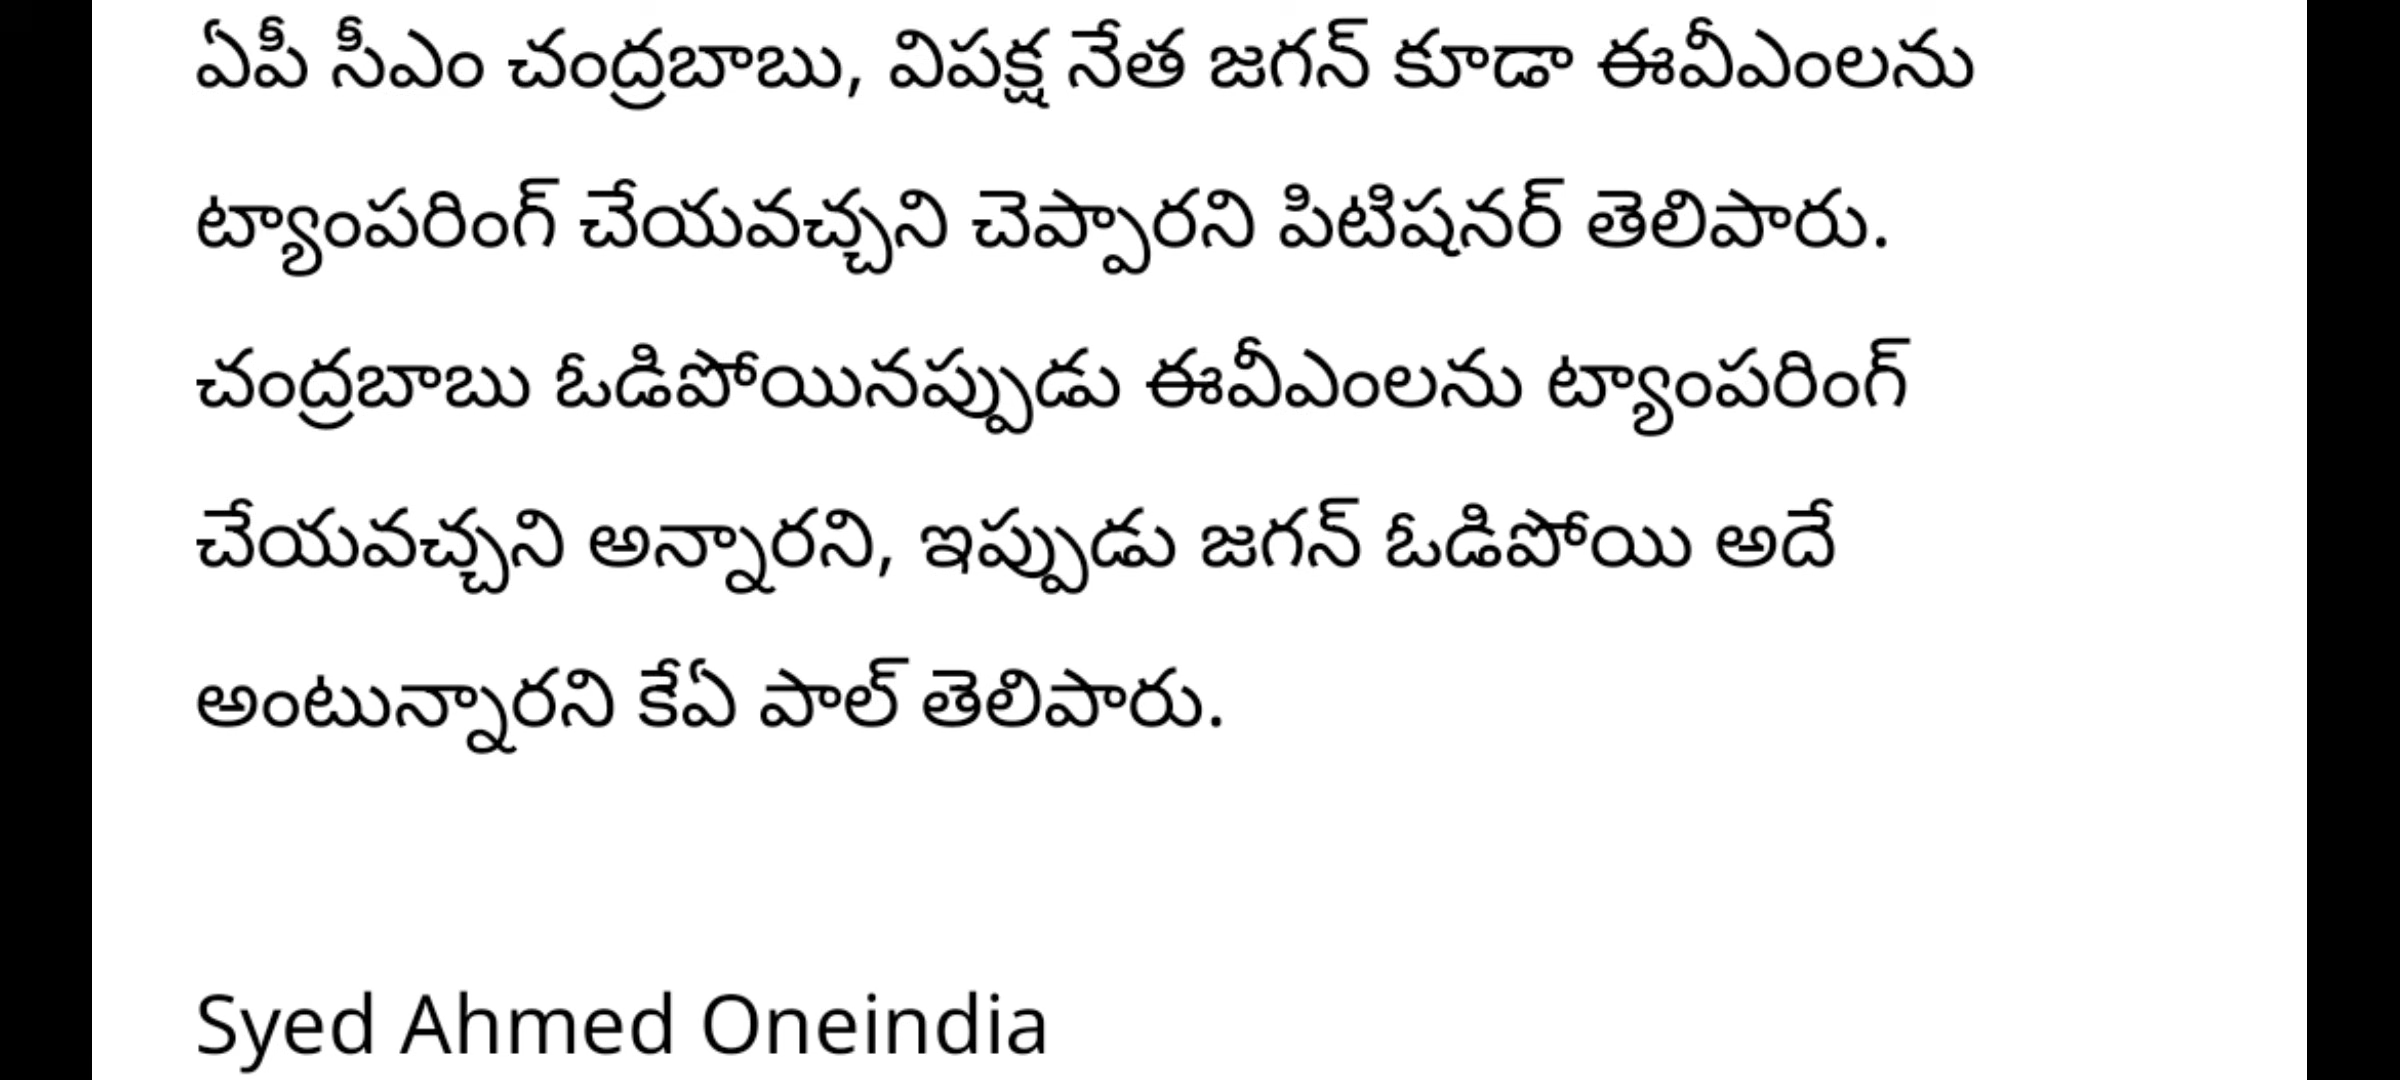 ఏపీ సీఎం చంద్రబాబు, విపక్ష నేత జగన్ కూడా ఈవీఎంలను
ట్యాంపరింగ్ చేయవచ్చని చెప్పారని పిటిషనర్ తెలిపారు.
చంద్రబాబు ఓడిపోయినప్పుడు ఈవీఎంలను ట్యాంపరింగ్
చేయవచ్చని అన్నారని, ఇప్పుడు జగన్ ఓడిపోయి అదే
అంటున్నారని కేఏ పాల్ తెలిపారు.
Syed Ahmed Oneindia